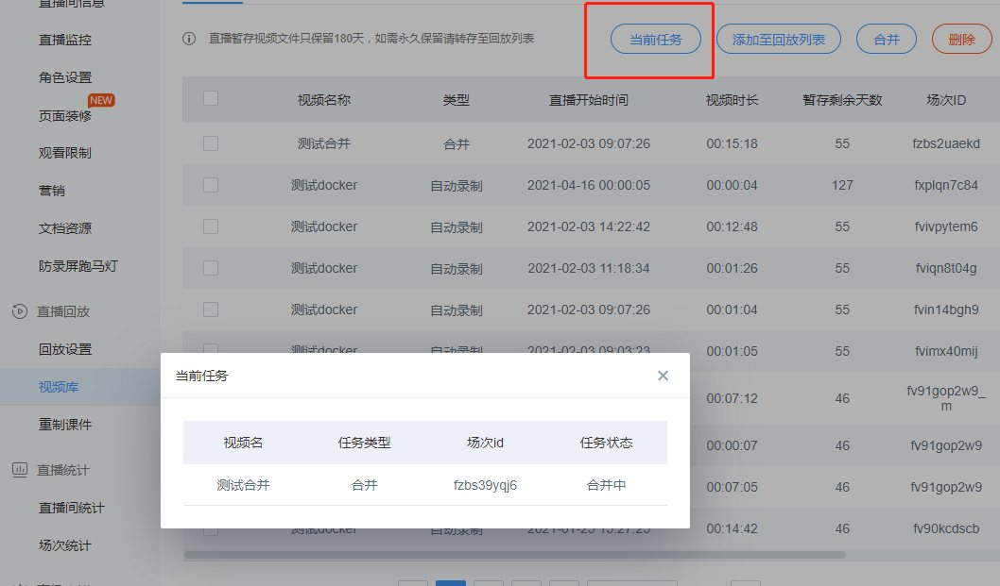 直播间信息
直播监控
角色设置
NEW
页面装修
观看限制
营销
文档资源
防录屏跑马灯
直播回放
回放设置
视频库
重制课件
直播统计
直播间统计
场次统计
直播暂存视频文件只保留180天，如需永久保留请转存至回放列表
当前任务 添加至回放列表 合并 删除
视频名称 类型 直播开始时间 视频时长 暂存剩余天数 场次ID
测试合并 合并 2021-02-03 09:07:26 00:15:18 55 fzbs2uaekd
测试docker 自动录制 2021-04-16 00:00:05 00:00:04 127 fxplqn7c84
测试docker 自动录制 2021-02-03 14:22:42 00:12:48 55 fvivpytem6
测试docker 自动录制 2021-02-03 11:18:34 00:01:26 55 fviqn8t04g
测试docker 自动录制 2021-02-03 09:07:26 00:01:04 55 fvin14bgh9
测试docker 自动录制 2021-02-03 09:03:23 00:01:05 55 fvimx40mij
00:07:12 46 fv91gop2w9_
m
00:00:07 46 fv91gop2w9
00:07:05 46 fv91gop2w9
测试docker 自动录制 00:14:42 46 fv90kcdscb
当前任务
视频名 任务类型 场次id 任务状态
测试合并 合并 fzbs39yqj6 合并中